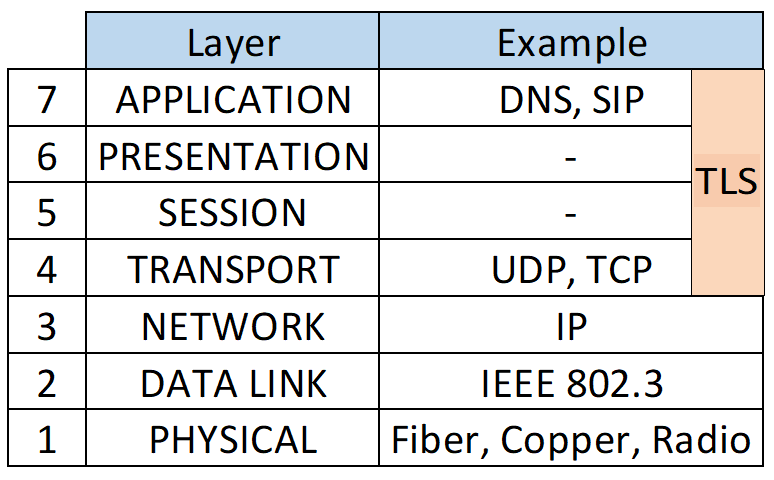 Layer Example
7 APPLICATION DNS, SIP
6 PRESENTATION -
TLS
5 SESSION -
4 TRANSPORT UDP, TCP
3 NETWORK IP
2 DATA LINK IEEE 802.3
1 PHYSICAL Fiber, Copper, Radio